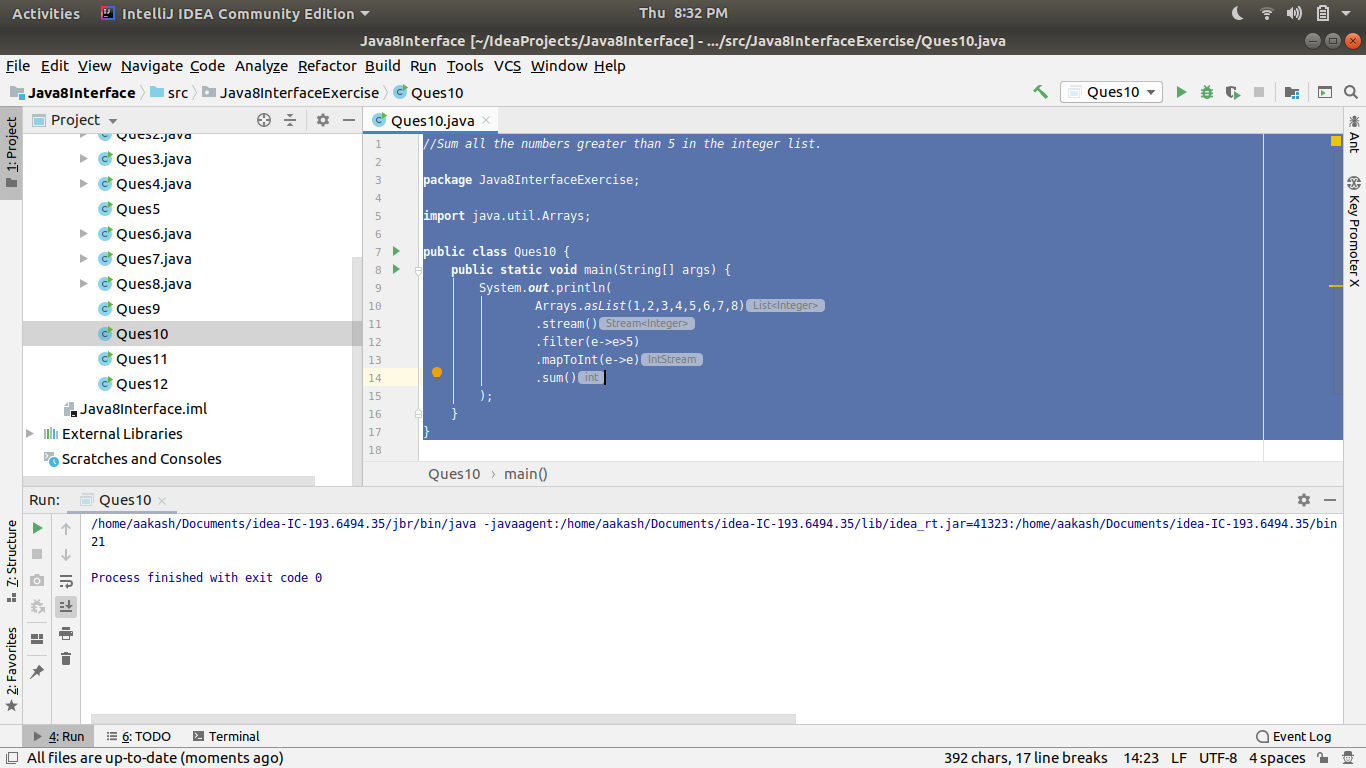 Activities IntelliJ IDEA Community Edition Thu 8:32 PM
Java8Interface [~/IdeaProjects/Java8Interface] - .../src/Java8InterfaceExercise/Ques10.java
File Edit View Navigate Code Analyze Refactor Build Run Tools VCS Window Help
Java8Interface src Java8InterfaceExercise Ques10 Ques10
1: Project
Project
Ques2.java
Ques3.java
Ques4.java
Ques5
Ques6.java
Ques7.java
Ques8.java
Ques9
Ques10
Ques11
Ques12
Java8Interface.iml
External Libraries
Scratches and Consoles
Ques10.java
1 //Sum all the numbers greater than 5 in the integer list.
2
3 package Java8InterfaceExercise;
4
5 import java.util.Arrays;
6
7 public class Ques10 {
8 public static void main(String[] args) {
9 System.out.println(
10 Arrays.asList(1,2,3,4,5,6,7,8) List<Integer>
11 .stream() Stream<Integer>
12 .filter(e->e>5)
13 .mapToInt(e->e) IntStream
14 .sum() int
15 );
16 }
17 }
18
Ques10 › main()
Ant
Key Promoter X
Run: Ques10
/home/aakash/Documents/idea-IC-193.6494.35/jbr/bin/java -javaagent:/home/aakash/Documents/idea-IC-193.6494.35/lib/idea_rt.jar=41323:/home/aakash/Documents/idea-IC-193.6494.35/bin
21
Process finished with exit code 0
7: Structure
2: Favorites
4: Run 6: TODO Terminal Event Log
All files are up-to-date (moments ago) 392 chars, 17 line breaks 14:23 LF UTF-8 4 spaces